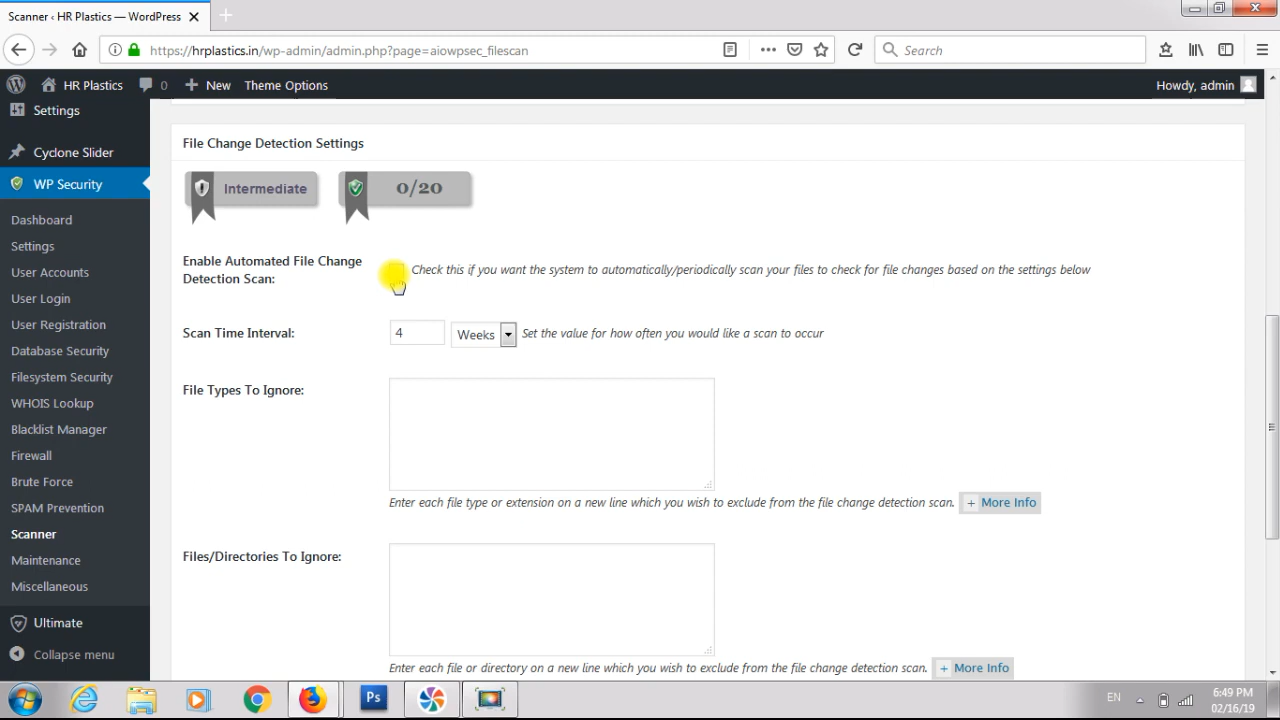 Scanner ‹ HR Plastics — WordPress
https://hrplastics.in/wp-admin/admin.php?page=aiowpsec_filescan
Search
HR Plastics
0
New
Theme Options
Howdy, admin
Settings
Cyclone Slider
WP Security
Dashboard
Settings
User Accounts
User Login
User Registration
Database Security
Filesystem Security
WHOIS Lookup
Blacklist Manager
Firewall
Brute Force
SPAM Prevention
Scanner
Maintenance
Miscellaneous
Ultimate
Collapse menu
File Change Detection Settings
Intermediate
0/20
Enable Automated File Change
Detection Scan:
Check this if you want the system to automatically/periodically scan your files to check for file changes based on the settings below
Scan Time Interval:
4
Weeks
Set the value for how often you would like a scan to occur
File Types To Ignore:
Enter each file type or extension on a new line which you wish to exclude from the file change detection scan.
+ More Info
Files/Directories To Ignore:
Enter each file or directory on a new line which you wish to exclude from the file change detection scan.
+ More Info
Ps
EN
6:49 PM
02/16/19